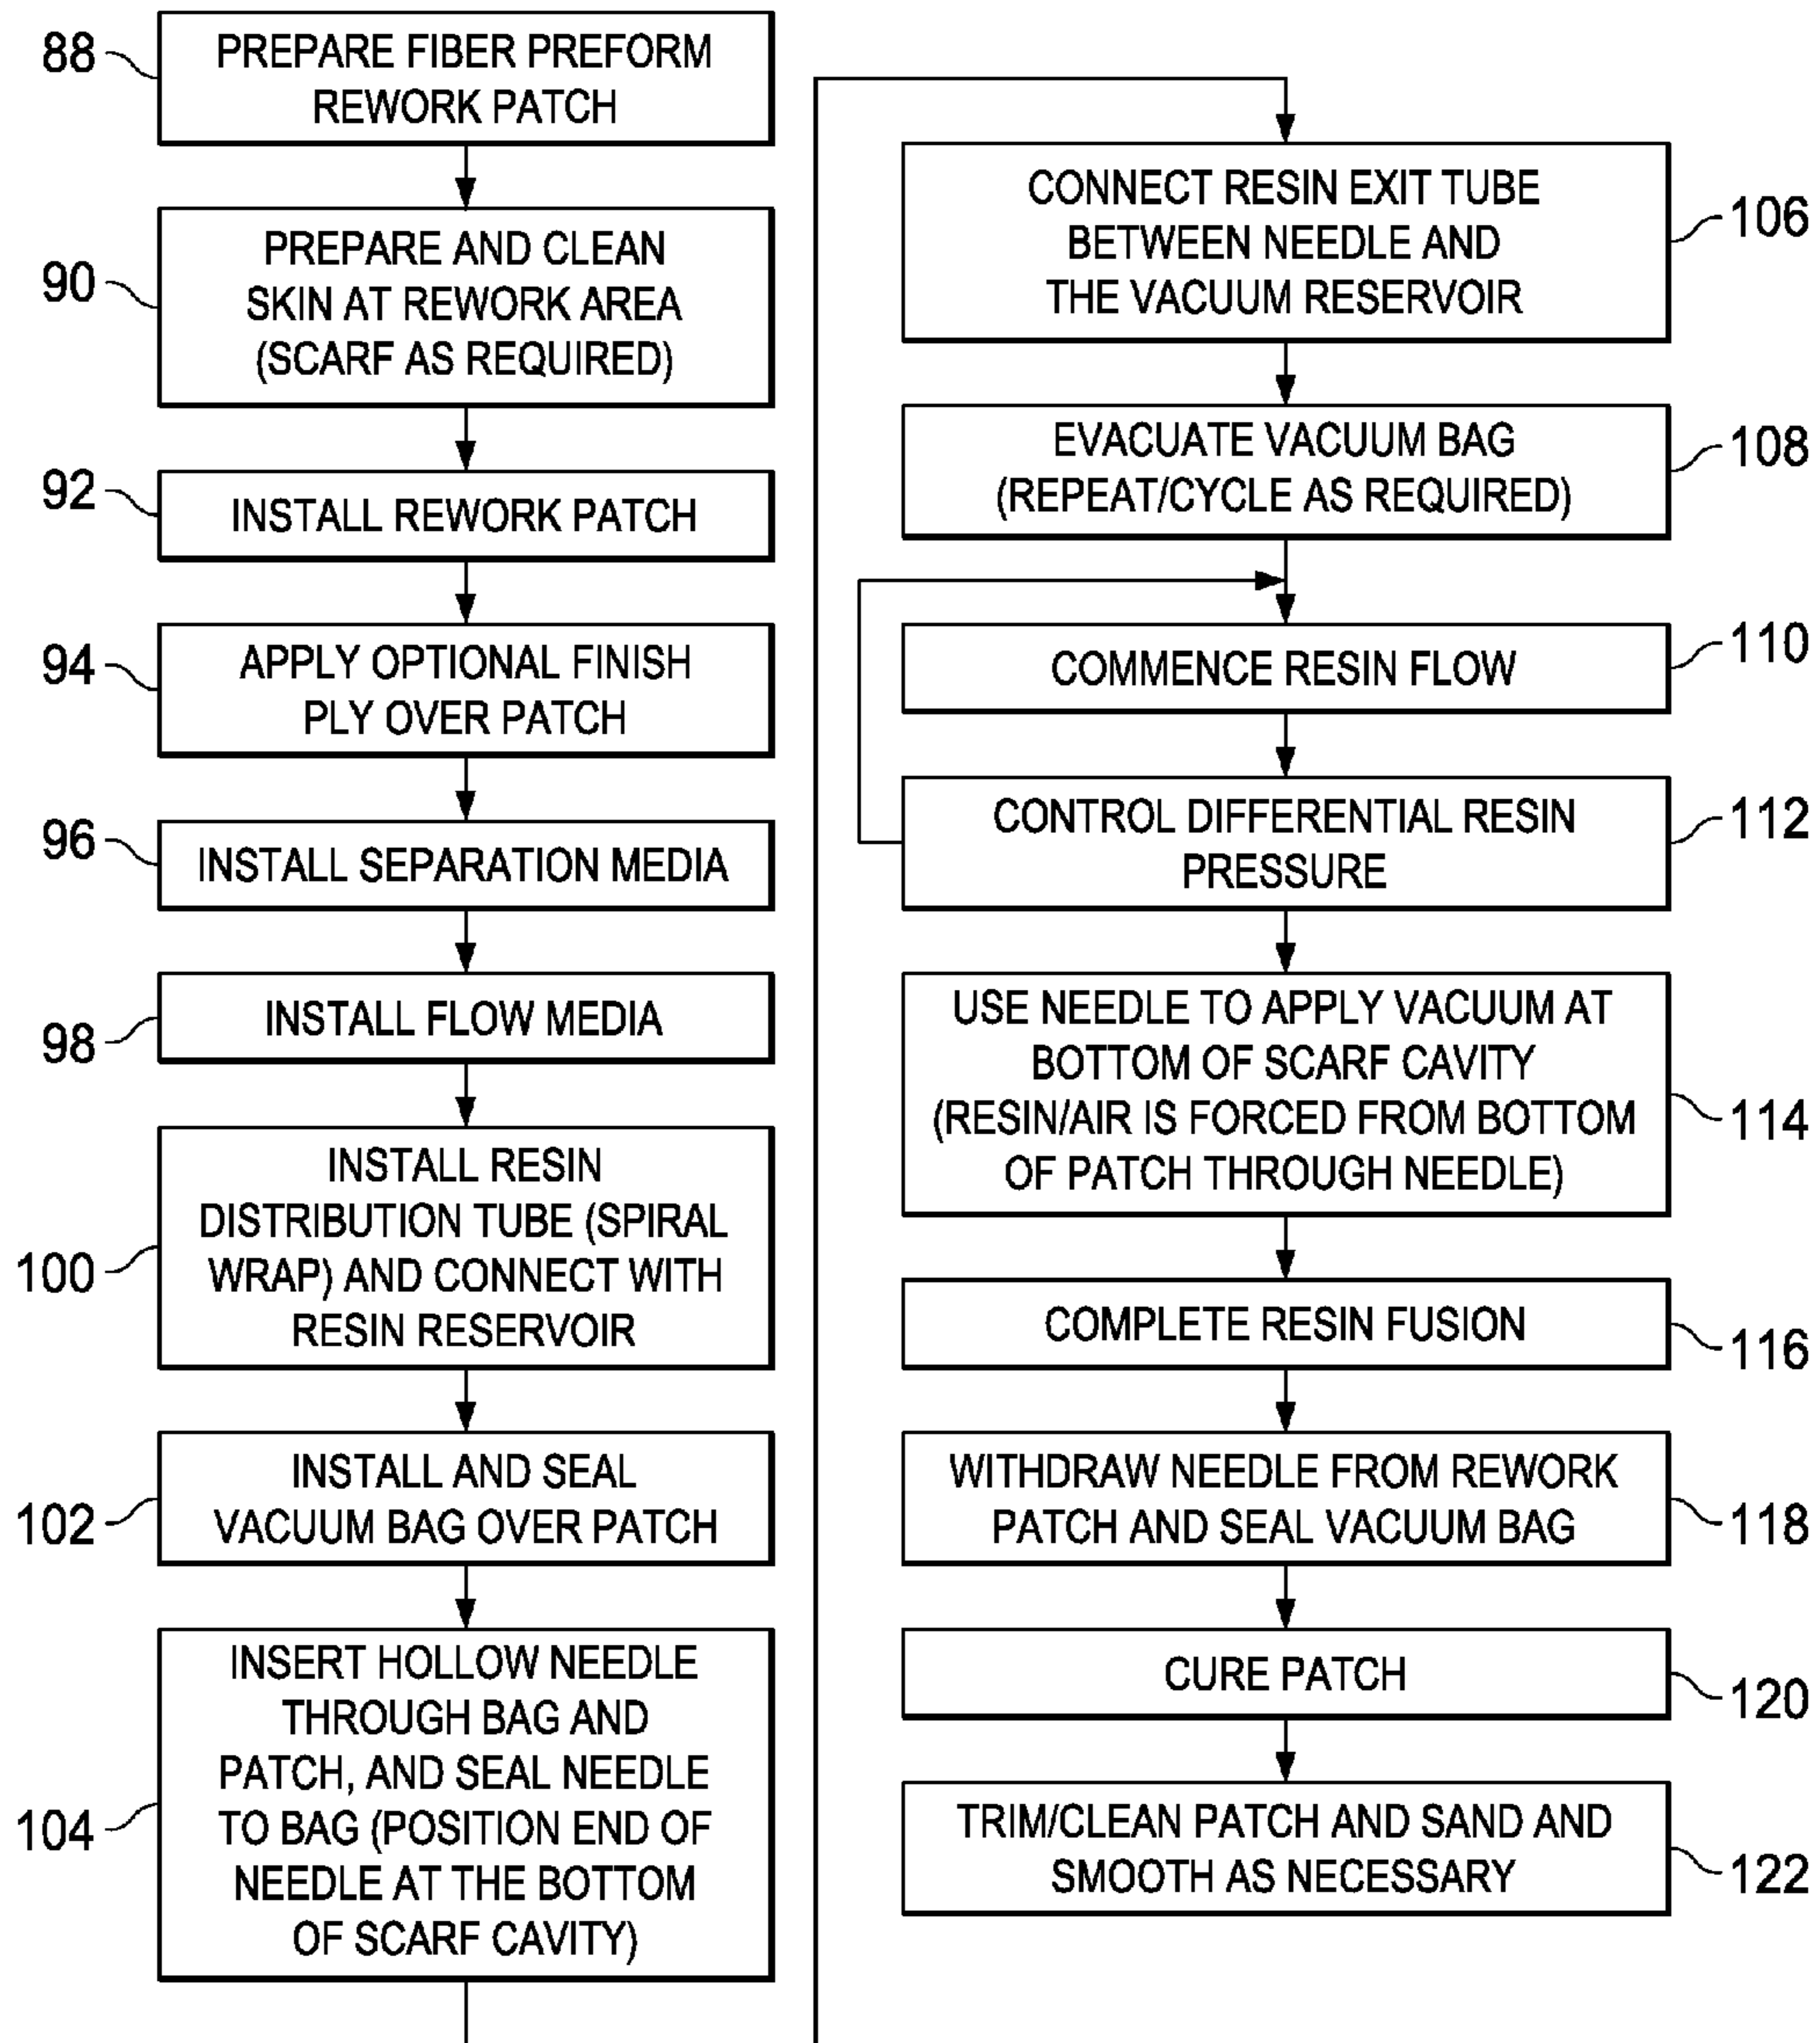 88
PREPARE FIBER PREFORM
REWORK PATCH
90
PREPARE AND CLEAN
SKIN AT REWORK AREA
(SCARF AS REQUIRED)
92
INSTALL REWORK PATCH
94
APPLY OPTIONAL FINISH
PLY OVER PATCH
96
INSTALL SEPARATION MEDIA
98
INSTALL FLOW MEDIA
100
INSTALL RESIN
DISTRIBUTION TUBE (SPIRAL
WRAP) AND CONNECT WITH
RESIN RESERVOIR
102
INSTALL AND SEAL
VACUUM BAG OVER PATCH
104
INSERT HOLLOW NEEDLE
THROUGH BAG AND
PATCH, AND SEAL NEEDLE
TO BAG (POSITION END OF
NEEDLE AT THE BOTTOM
OF SCARF CAVITY)
CONNECT RESIN EXIT TUBE
BETWEEN NEEDLE AND
THE VACUUM RESERVOIR
106
EVACUATE VACUUM BAG
(REPEAT/CYCLE AS REQUIRED)
108
COMMENCE RESIN FLOW
110
CONTROL DIFFERENTIAL RESIN
PRESSURE
112
USE NEEDLE TO APPLY VACUUM AT
BOTTOM OF SCARF CAVITY
(RESIN/AIR IS FORCED FROM BOTTOM
OF PATCH THROUGH NEEDLE)
114
COMPLETE RESIN FUSION
116
WITHDRAW NEEDLE FROM REWORK
PATCH AND SEAL VACUUM BAG
118
CURE PATCH
120
TRIM/CLEAN PATCH AND SAND AND
SMOOTH AS NECESSARY
122